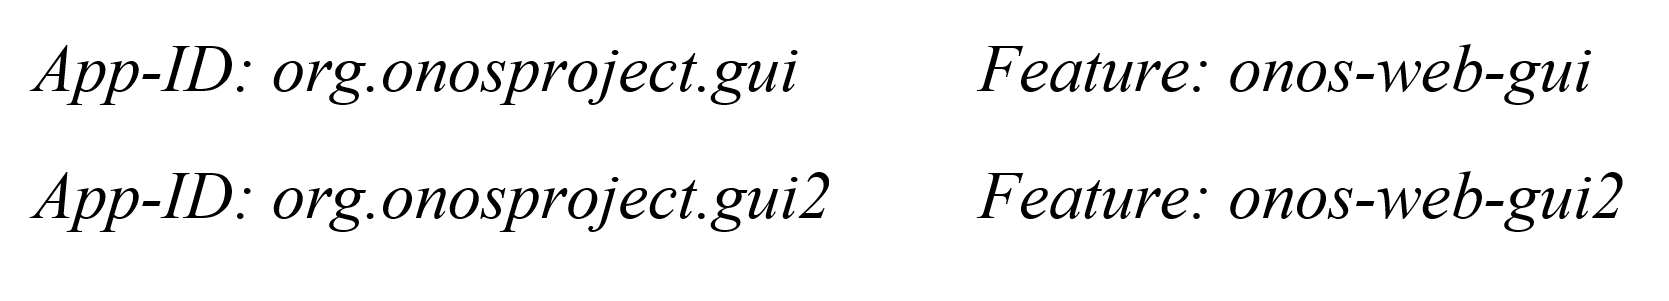 App-ID: org.onosproject.gui Feature: onos-web-gui
App-ID: org.onosproject.gui2 Feature: onos-web-gui2